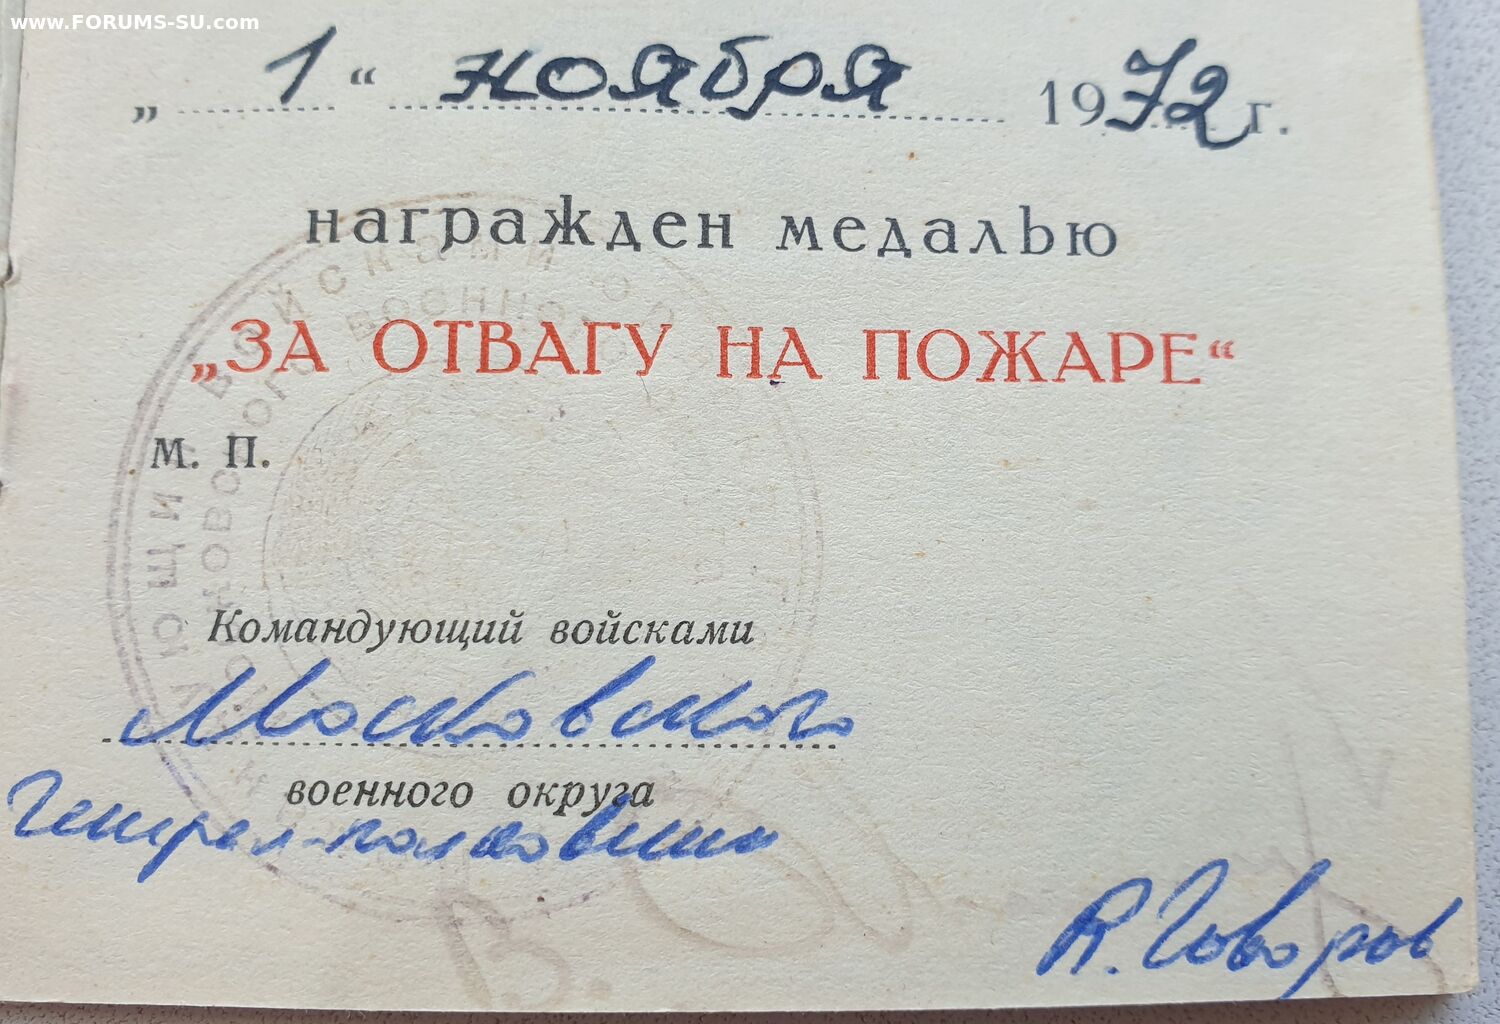 www.FORUMS-SU.com
„ 1 “ ноября 1972 г.
награжден медалью
„ЗА ОТВАГУ НА ПОЖАРЕ“
М. П.
Командующий войсками
Московского
военного округа
Генерал-полковник
В. Говоров